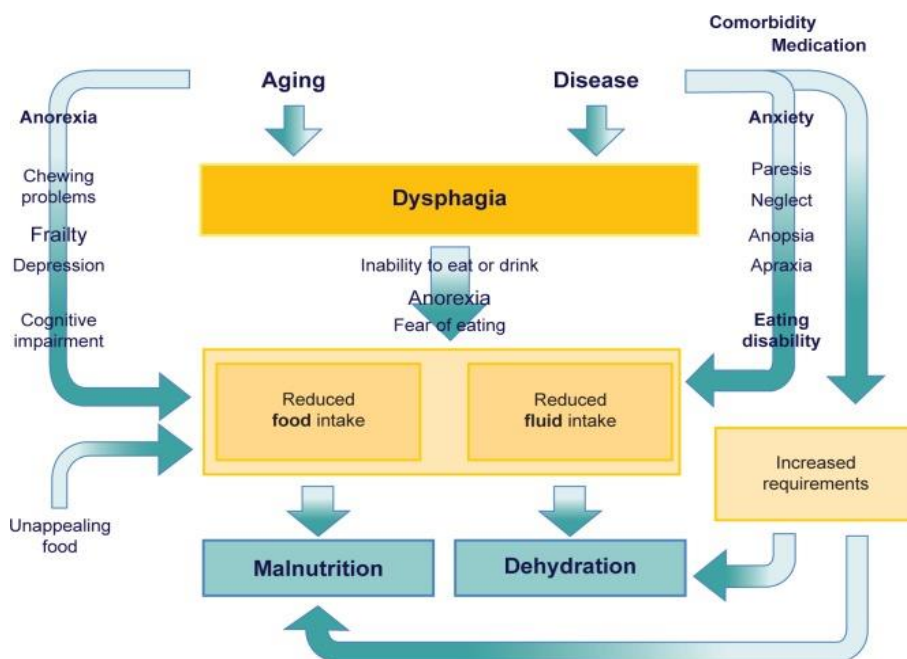 Comorbidity
Medication
Aging
Disease
Anorexia
Anxiety
Chewing
problems
Paresis
Dysphagia
Neglect
Frailty
Anopsia
Depression
Inability to eat or drink
Apraxia
Anorexia
Fear of eating
Cognitive
impairment
Eating
disability
Reduced
food intake
Reduced
fluid intake
Increased
requirements
Unappealing
food
Malnutrition
Dehydration